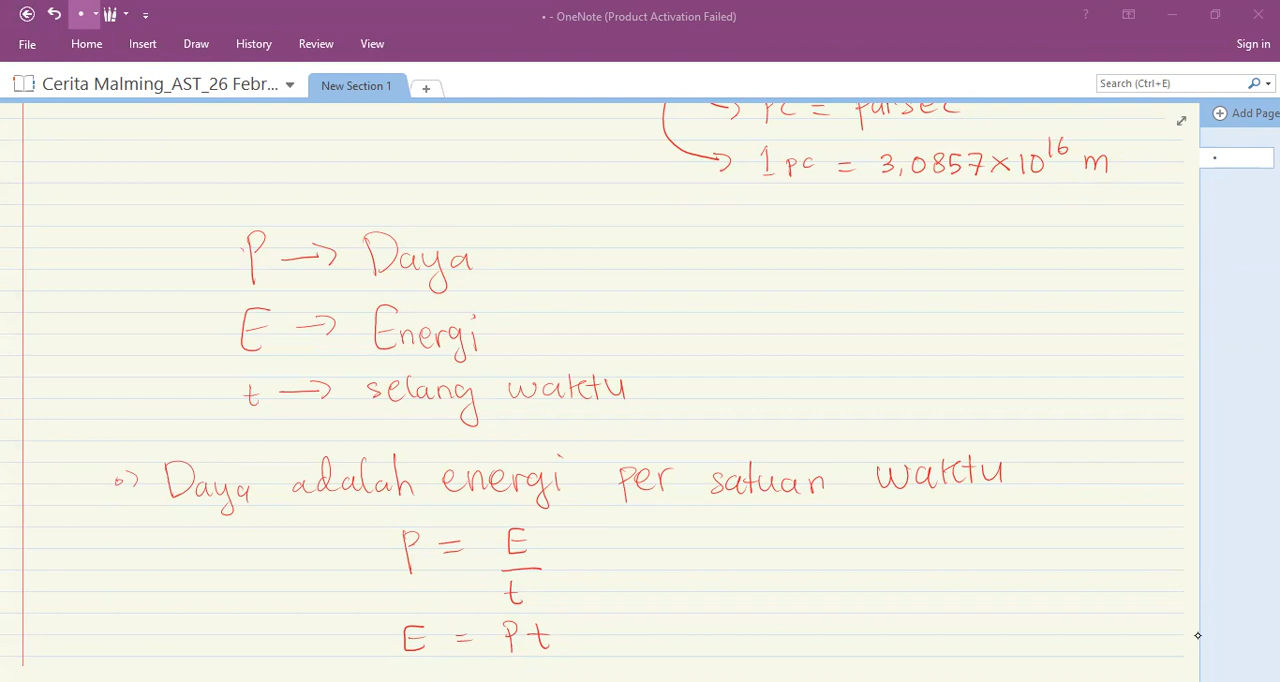 • - OneNote (Product Activation Failed)
?
File Home Insert Draw History Review View
Sign in
Cerita Malming_AST_26 Febr...
New Section 1
+
Search (Ctrl+E)
Add Page
→ pc = parsec
→ 1 pc = 3,0857 × 10^16 m
P → Daya
E → Energi
t → selang waktu
Daya adalah energi per satuan waktu
P = E
t
E = P t